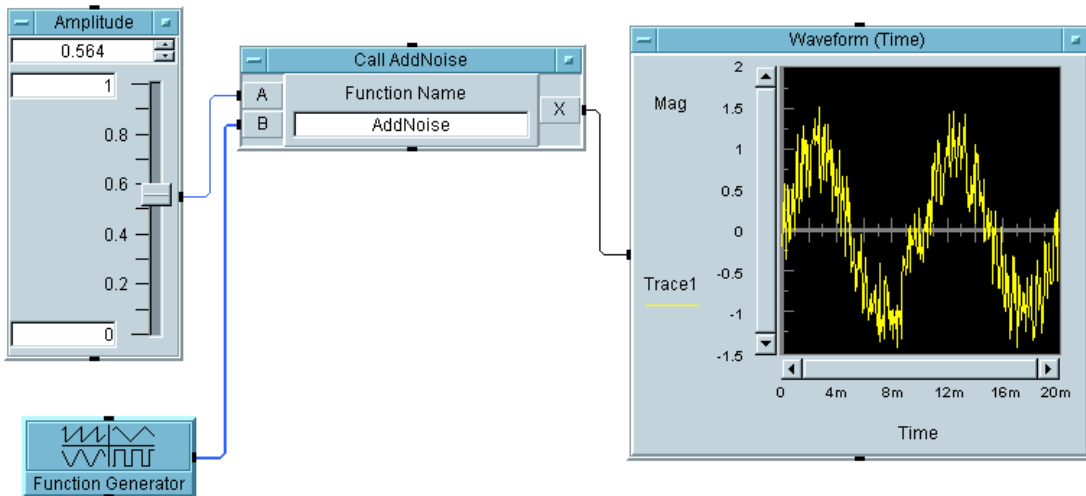 Amplitude
0.564
1
0.8
0.6
0.4
0.2
0
Function Generator
Call AddNoise
A
B
Function Name
AddNoise
X
Waveform (Time)
Mag
Trace1
2
1.5
1
0.5
0
-0.5
-1
-1.5
0 4m 8m 12m 16m 20m
Time